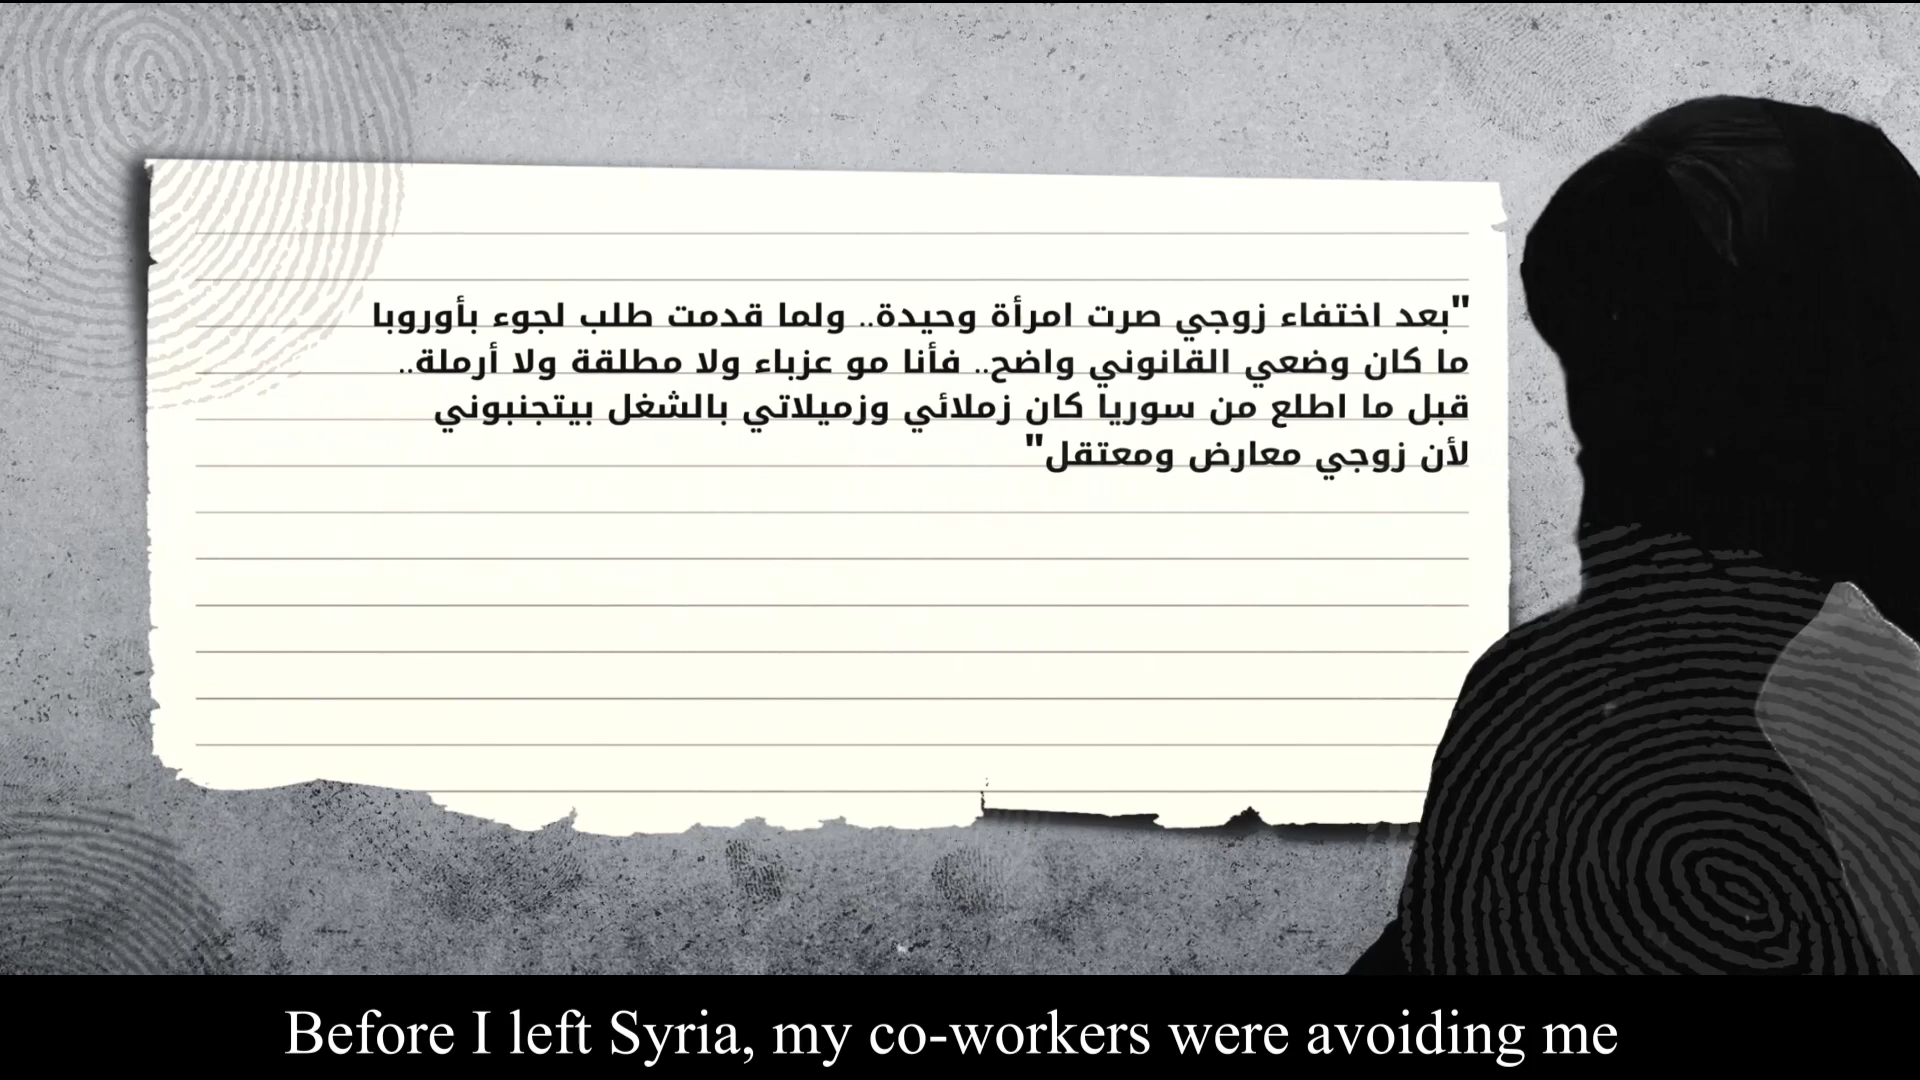 "بعد اختفاء زوجي صرت امرأة وحيدة.. ولما قدمت طلب لجوء بأوروبا
ما كان وضعي القانوني واضح.. فأنا مو عزباء ولا مطلقة ولا أرملة..
قبل ما اطلع من سوريا كان زملائي وزميلاتي بالشغل بيتجنبوني
لأن زوجي معارض ومعتقل"
Before I left Syria, my co-workers were avoiding me